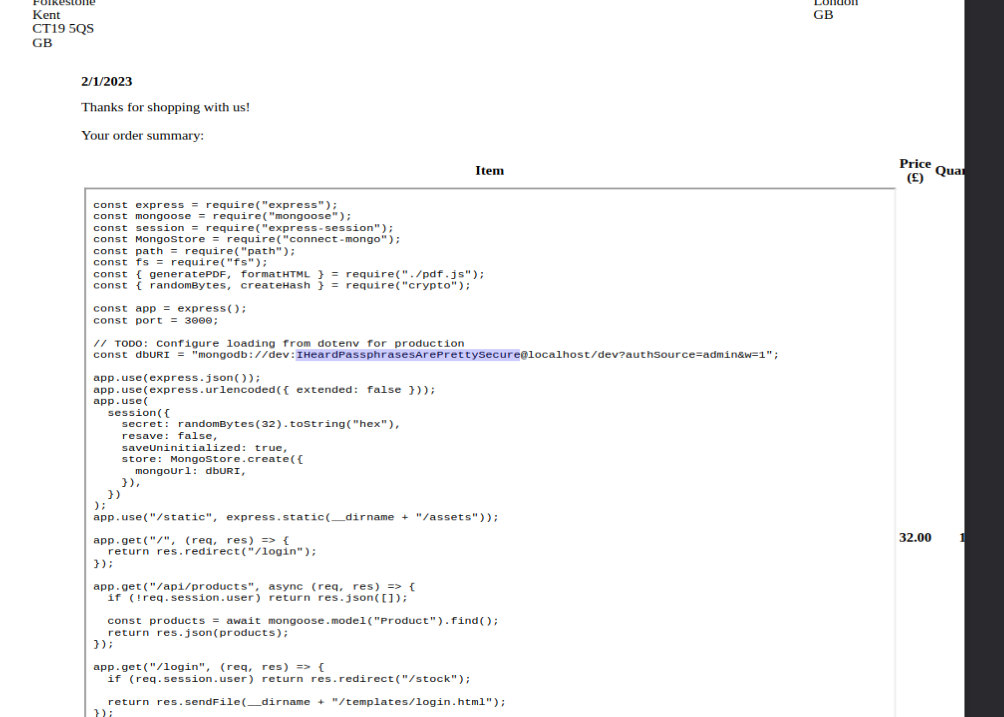 Folkestone
Kent
CT19 5QS
GB
London
GB
2/1/2023
Thanks for shopping with us!
Your order summary:
Item
Price
(£)
Quan
const express = require("express");
const mongoose = require("mongoose");
const session = require("express-session");
const MongoStore = require("connect-mongo");
const path = require("path");
const fs = require("fs");
const { generatePDF, formatHTML } = require("./pdf.js");
const { randomBytes, createHash } = require("crypto");
const app = express();
const port = 3000;
// TODO: Configure loading from dotenv for production
const dbURI = "mongodb://dev:IHeardPassphrasesArePrettySecure@localhost/dev?authSource=admin&w=1";
app.use(express.json());
app.use(express.urlencoded({ extended: false }));
app.use(
  session({
    secret: randomBytes(32).toString("hex"),
    resave: false,
    saveUninitialized: true,
    store: MongoStore.create({
      mongoUrl: dbURI,
    }),
  })
);
app.use("/static", express.static(__dirname + "/assets"));
app.get("/", (req, res) => {
  return res.redirect("/login");
});
32.00
1
app.get("/api/products", async (req, res) => {
  if (!req.session.user) return res.json([]);
  const products = await mongoose.model("Product").find();
  return res.json(products);
});
app.get("/login", (req, res) => {
  if (req.session.user) return res.redirect("/stock");
  return res.sendFile(__dirname + "/templates/login.html");
});